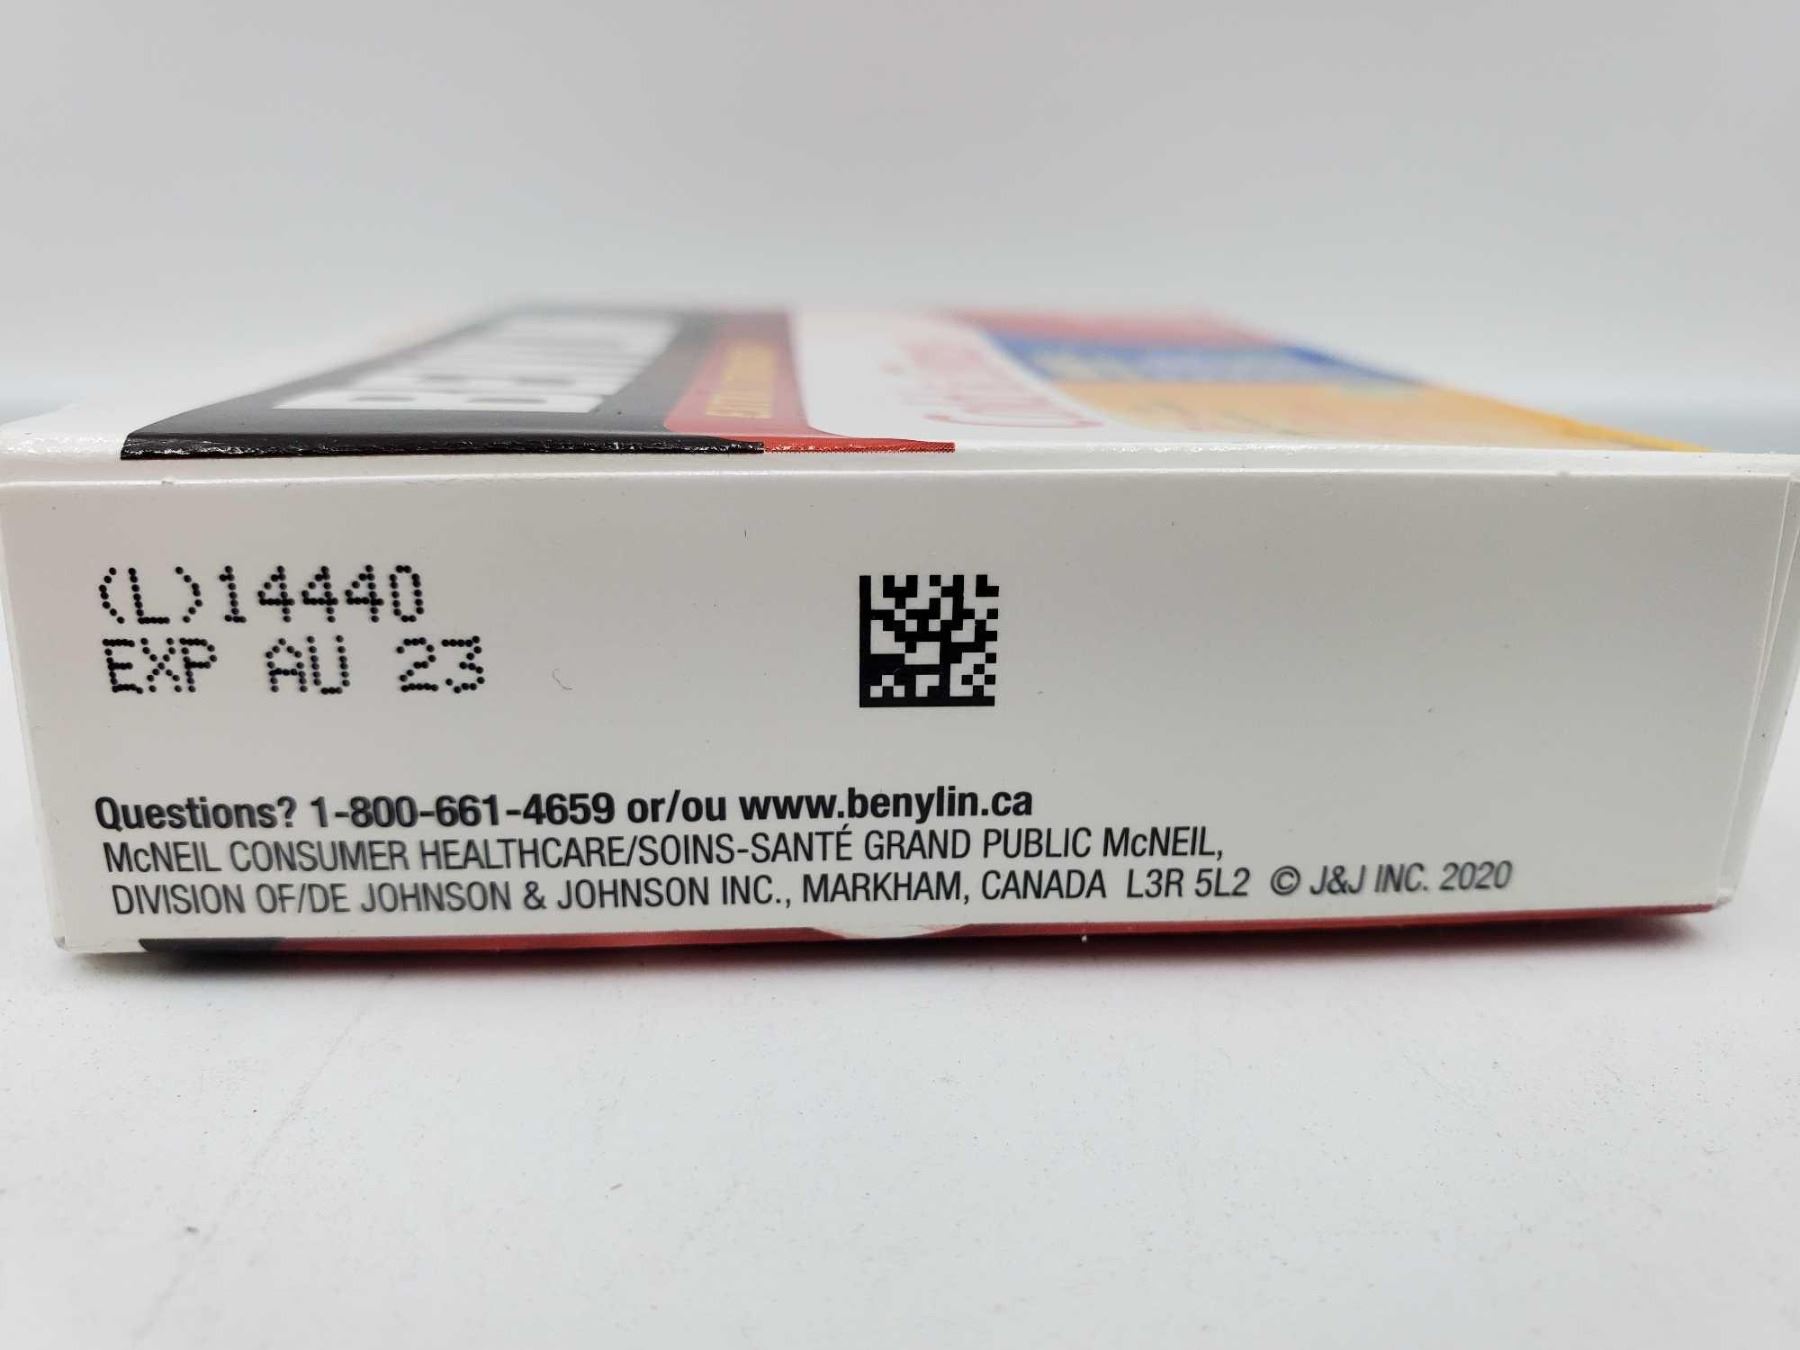 BENYLIN
(L)14440
EXP AU 23
Questions? 1-800-661-4659 or/ou www.benylin.ca
McNEIL CONSUMER HEALTHCARE/SOINS-SANTÉ GRAND PUBLIC McNEIL,
DIVISION OF/DE JOHNSON & JOHNSON INC., MARKHAM, CANADA L3R 5L2 © J&J INC. 2020